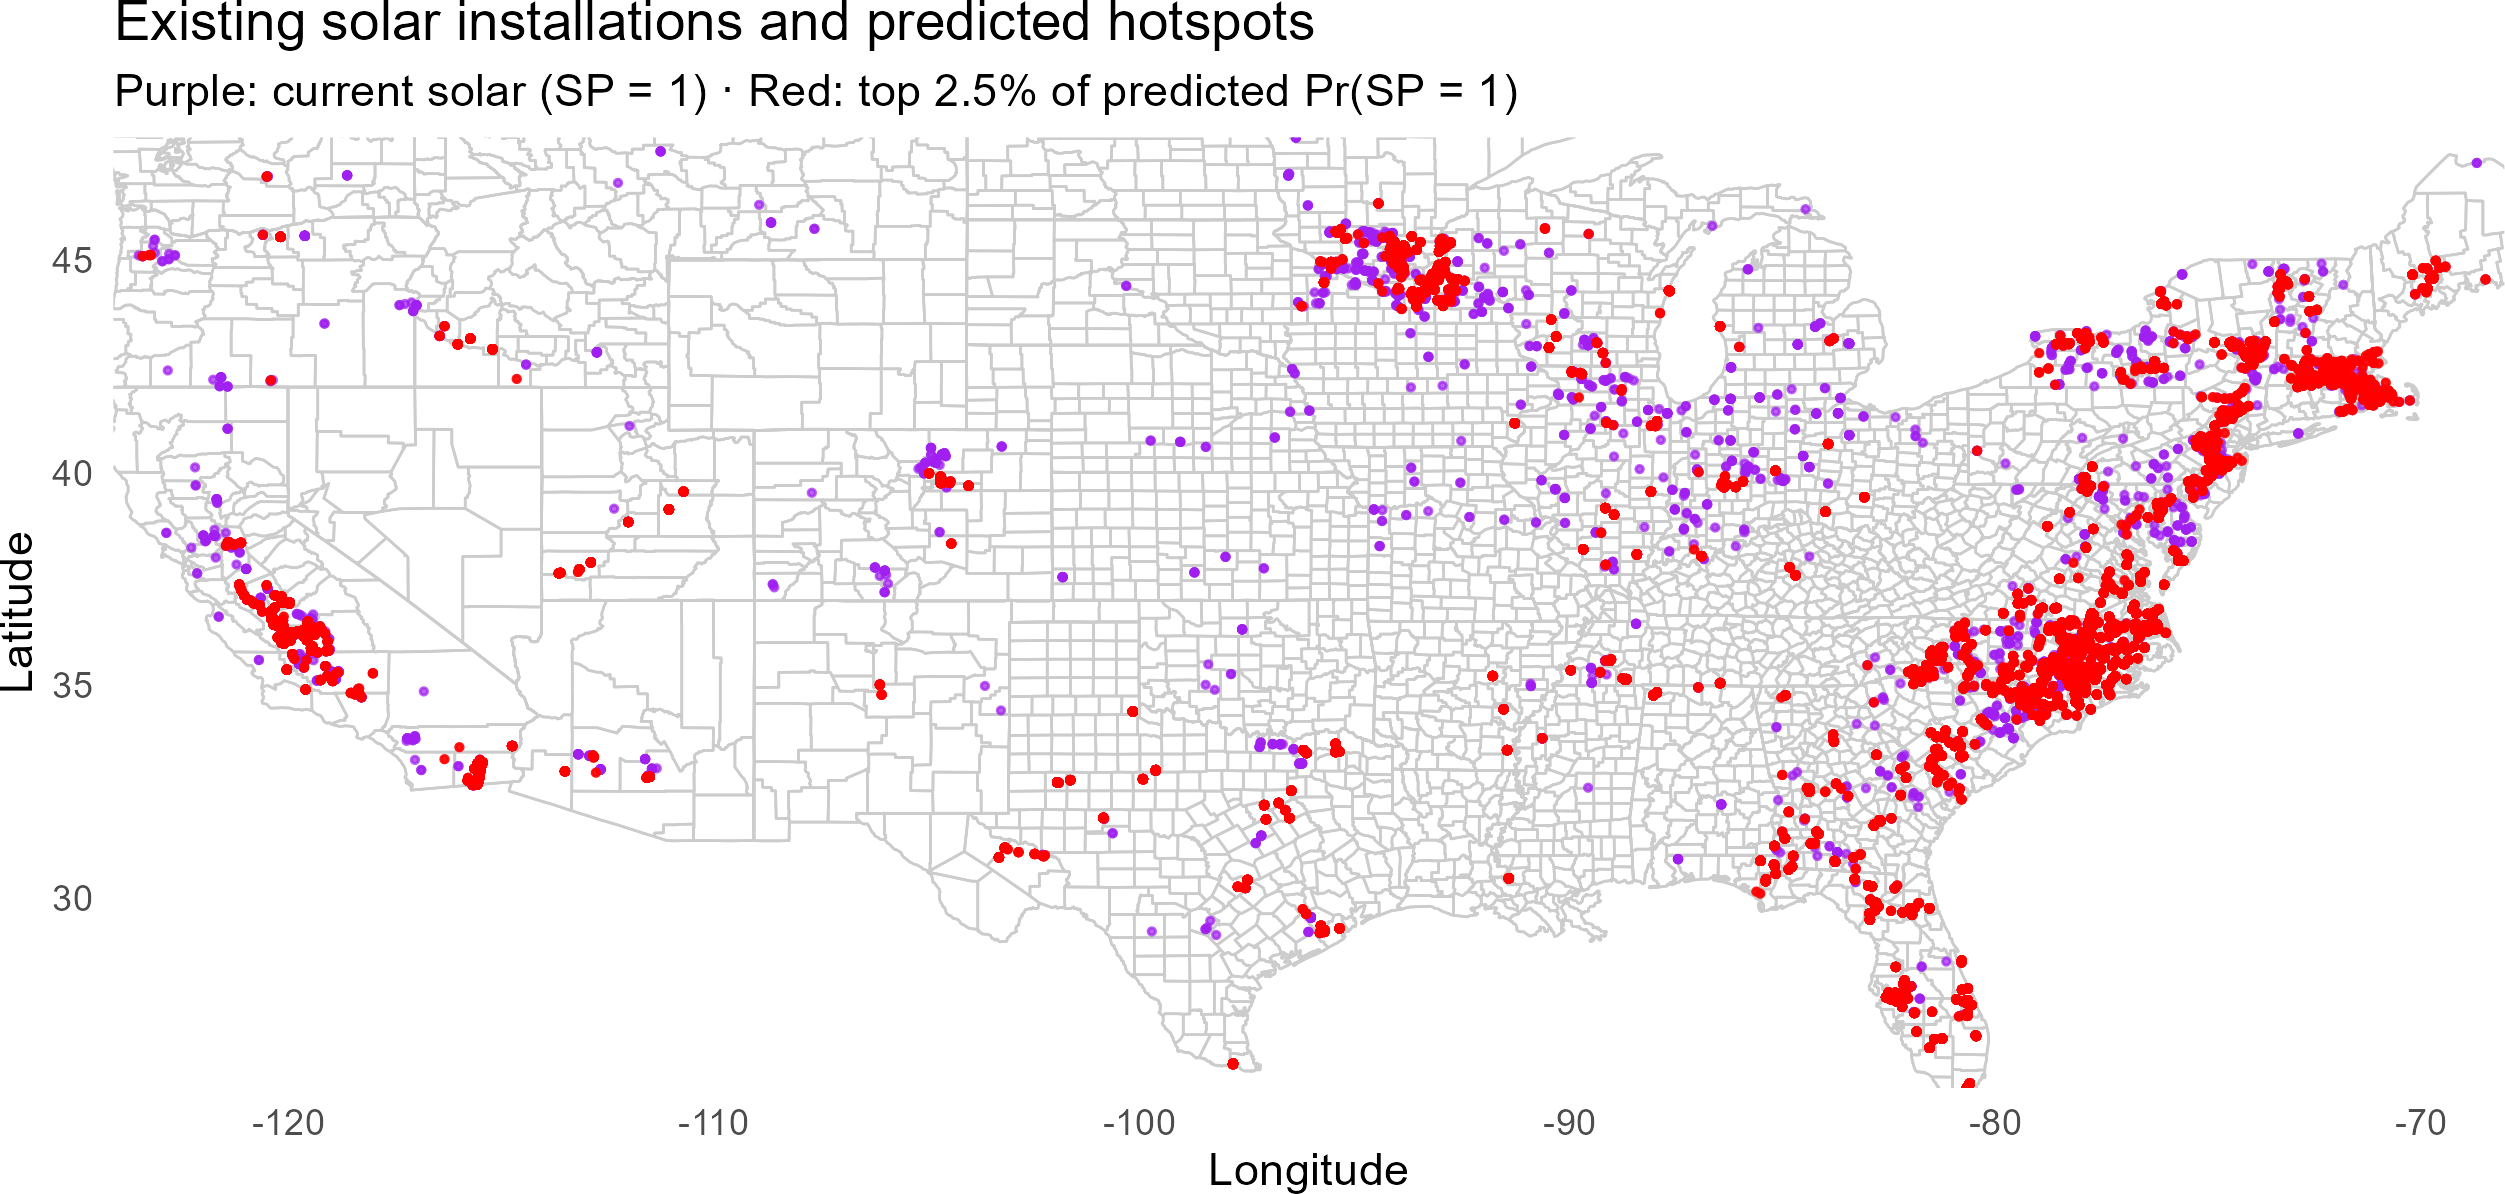 Existing solar installations and predicted hotspots
Purple: current solar (SP = 1) · Red: top 2.5% of predicted Pr(SP = 1)
Latitude
45
40
35
30
-120
-110
-100
-90
-80
-70
Longitude